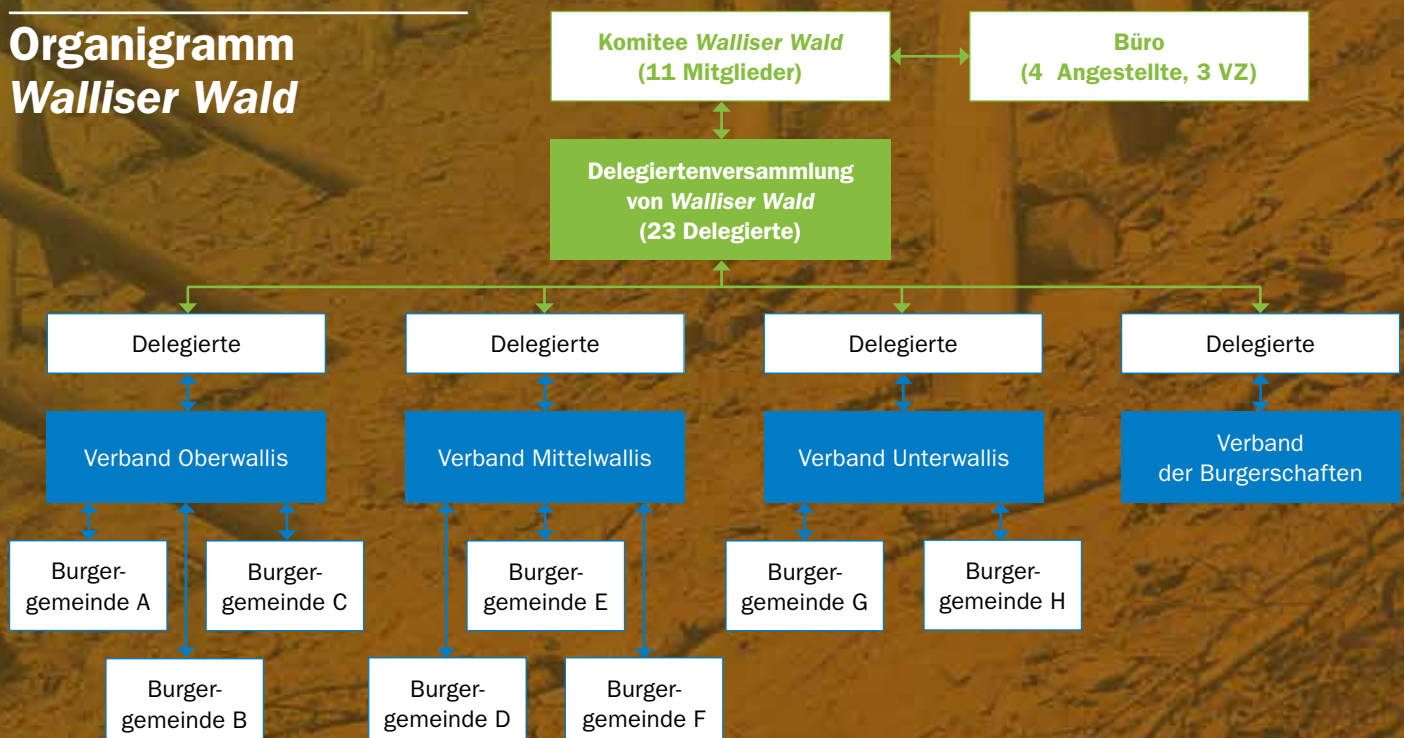 Organigramm
Walliser Wald
Komitee Walliser Wald
(11 Mitglieder)
Büro
(4 Angestellte, 3 VZ)
Delegiertenversammlung
von Walliser Wald
(23 Delegierte)
Delegierte
Delegierte
Delegierte
Delegierte
Verband Oberwallis
Verband Mittelwallis
Verband Unterwallis
Verband
der Burgerschaften
Burger-
gemeinde A
Burger-
gemeinde C
Burger-
gemeinde E
Burger-
gemeinde G
Burger-
gemeinde H
Burger-
gemeinde B
Burger-
gemeinde D
Burger-
gemeinde F